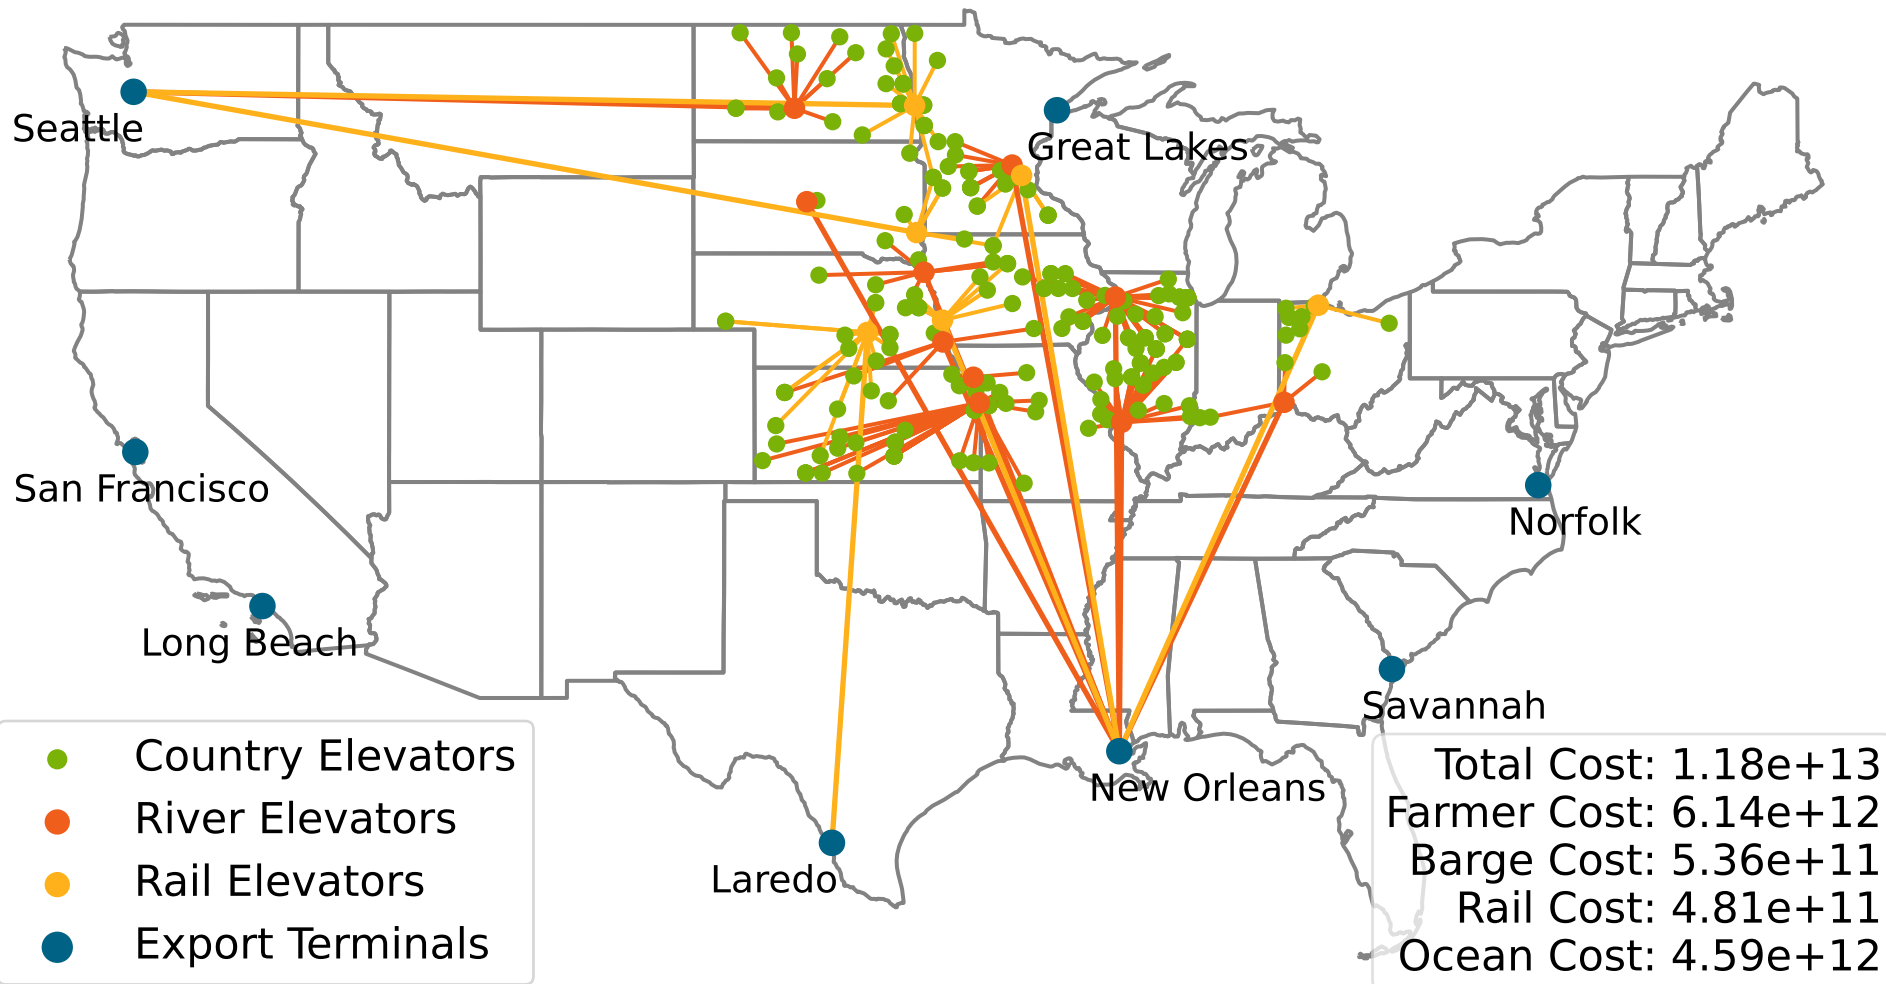 Seattle
Great Lakes
San Francisco
Norfolk
Long Beach
Savannah
New Orleans
Laredo
Country Elevators
River Elevators
Rail Elevators
Export Terminals
Total Cost: 1.18e+13
Farmer Cost: 6.14e+12
Barge Cost: 5.36e+11
Rail Cost: 4.81e+11
Ocean Cost: 4.59e+12